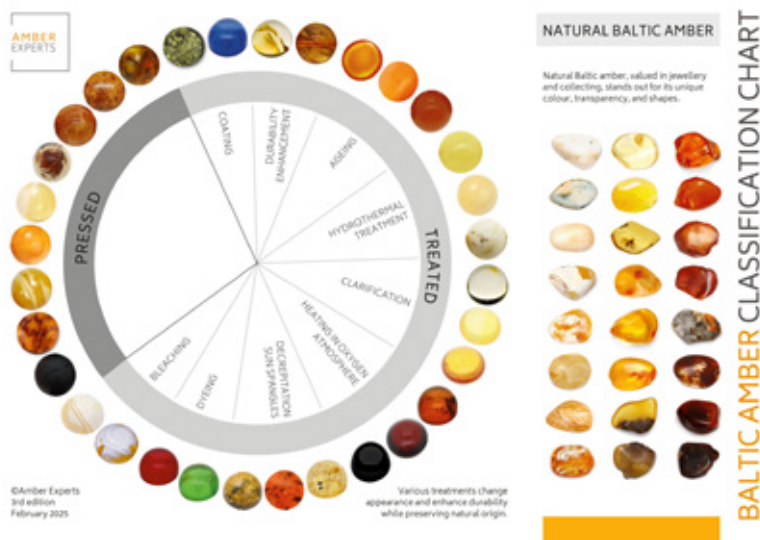 AMBER
EXPERTS
COATING
DURABILITY
ENHANCEMENT
AGEING
HYDROTHERMAL
TREATMENT
CLARIFICATION
HEATING IN OXYGEN
ATMOSPHERE
DECREPITATION
SUN SPANGLES
DYEING
BLEACHING
PRESSED
TREATED
©Amber Experts
3rd edition
February 2025
Various treatments change
appearance and enhance durability
while preserving natural origin.
NATURAL BALTIC AMBER
Natural Baltic amber, valued in jewellery
and collecting, stands out for its unique
colour, transparency, and shapes.
BALTIC AMBER CLASSIFICATION CHART